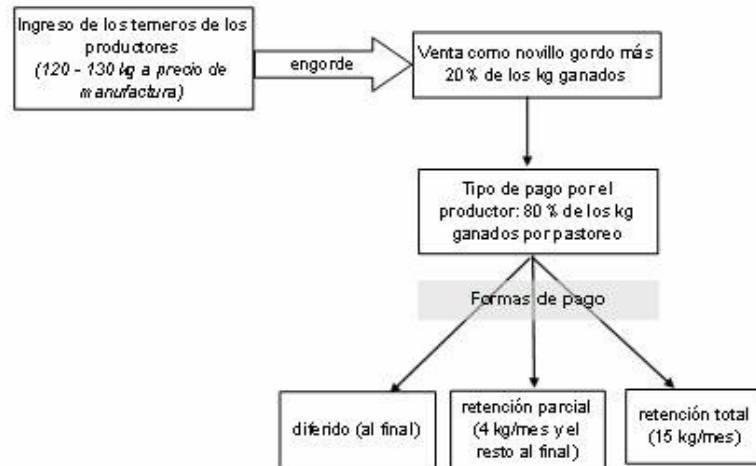 Ingreso de los terneros de los
productores
(120 - 130 kg a precio de
manufactura)
engorde
Venta como novillo gordo más
20 % de los kg ganados
Tipo de pago por el
productor: 80 % de los kg
ganados por pastoreo
Formas de pago
diferido (al final)
retención parcial
(4 kg/mes y el
resto al final)
retención total
(15 kg/mes)